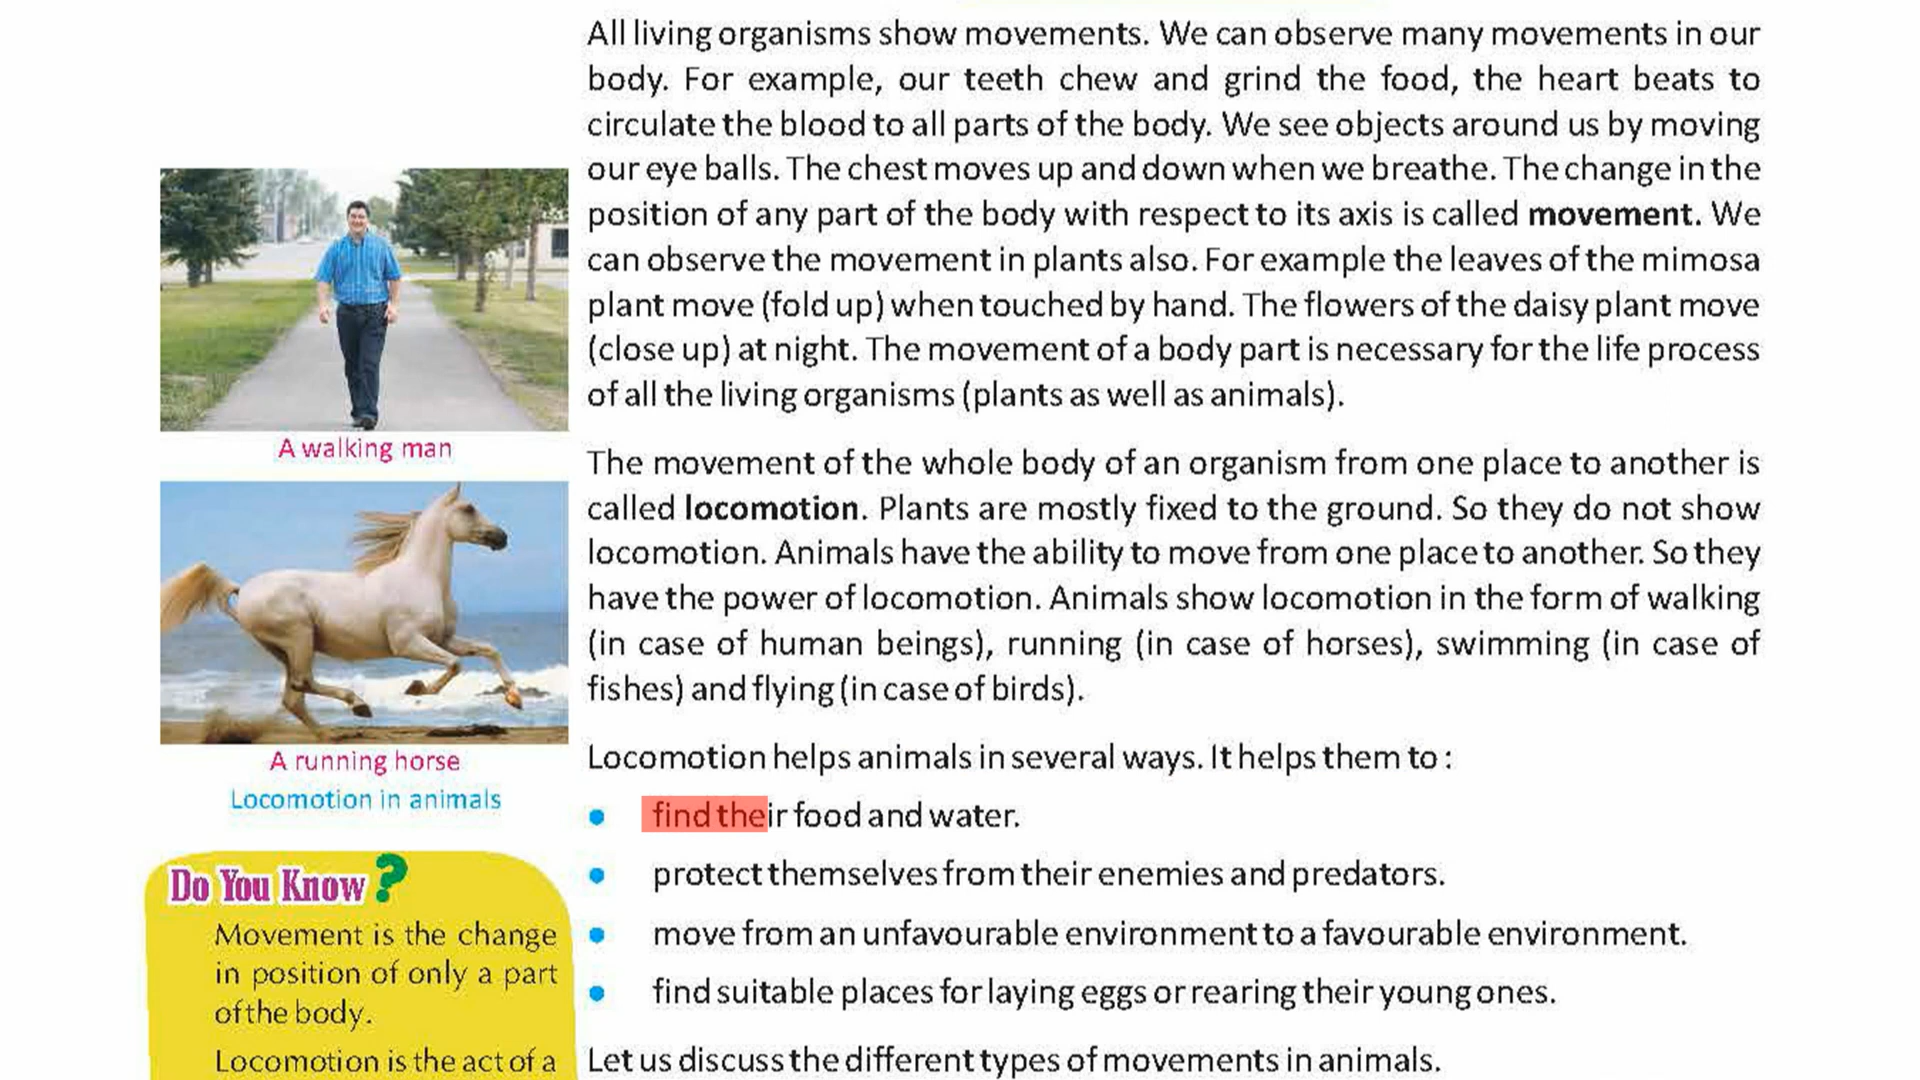 All living organisms show movements. We can observe many movements in our
body. For example, our teeth chew and grind the food, the heart beats to
circulate the blood to all parts of the body. We see objects around us by moving
our eye balls. The chest moves up and down when we breathe. The change in the
position of any part of the body with respect to its axis is called movement. We
can observe the movement in plants also. For example the leaves of the mimosa
plant move (fold up) when touched by hand. The flowers of the daisy plant move
(close up) at night. The movement of a body part is necessary for the life process
of all the living organisms (plants as well as animals).
A walking man
The movement of the whole body of an organism from one place to another is
called locomotion. Plants are mostly fixed to the ground. So they do not show
locomotion. Animals have the ability to move from one place to another. So they
have the power of locomotion. Animals show locomotion in the form of walking
(in case of human beings), running (in case of horses), swimming (in case of
fishes) and flying (in case of birds).
A running horse
Locomotion in animals
Locomotion helps animals in several ways. It helps them to :
find their food and water.
protect themselves from their enemies and predators.
move from an unfavourable environment to a favourable environment.
find suitable places for laying eggs or rearing their young ones.
Let us discuss the different types of movements in animals.
Do You Know?
Movement is the change
in position of only a part
of the body.
Locomotion is the act of a